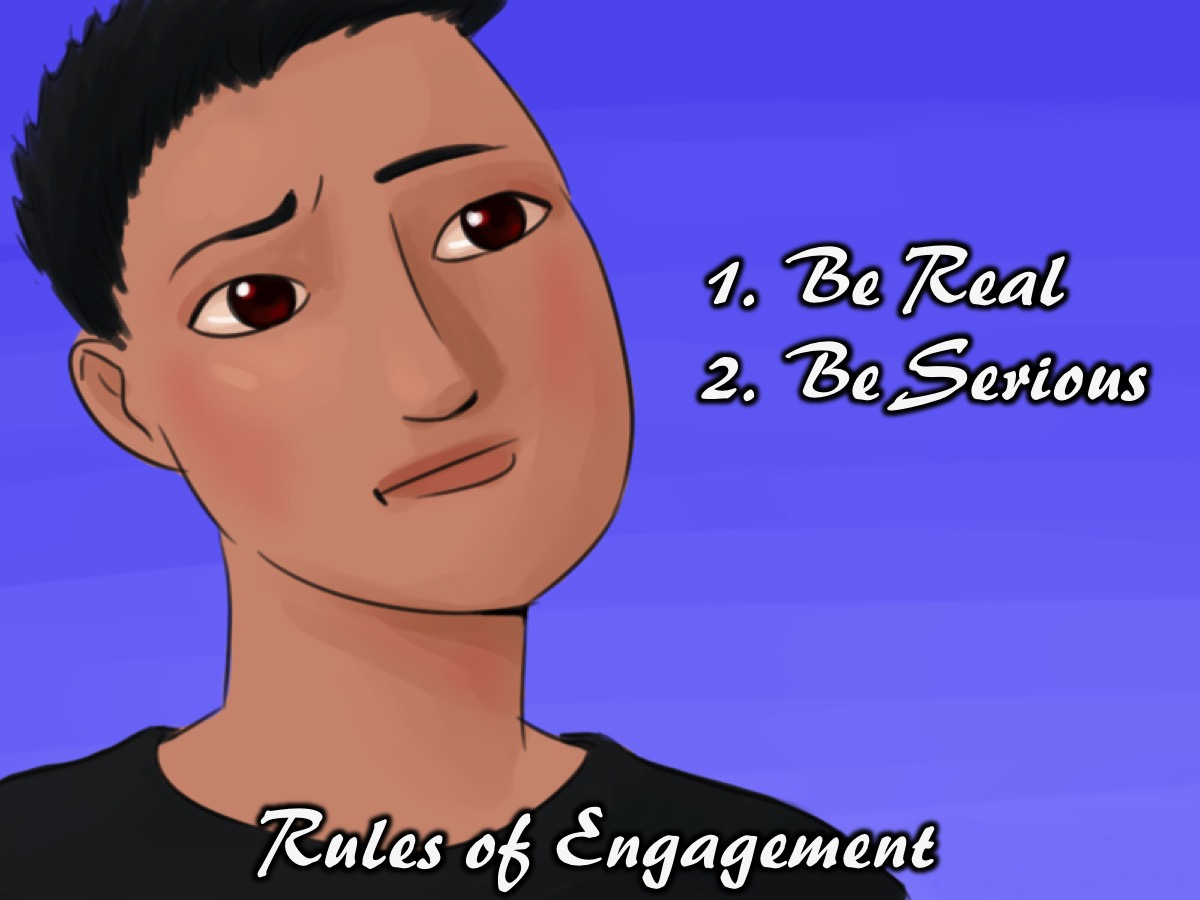 1. Be Real
2. Be Serious
Rules of Engagement